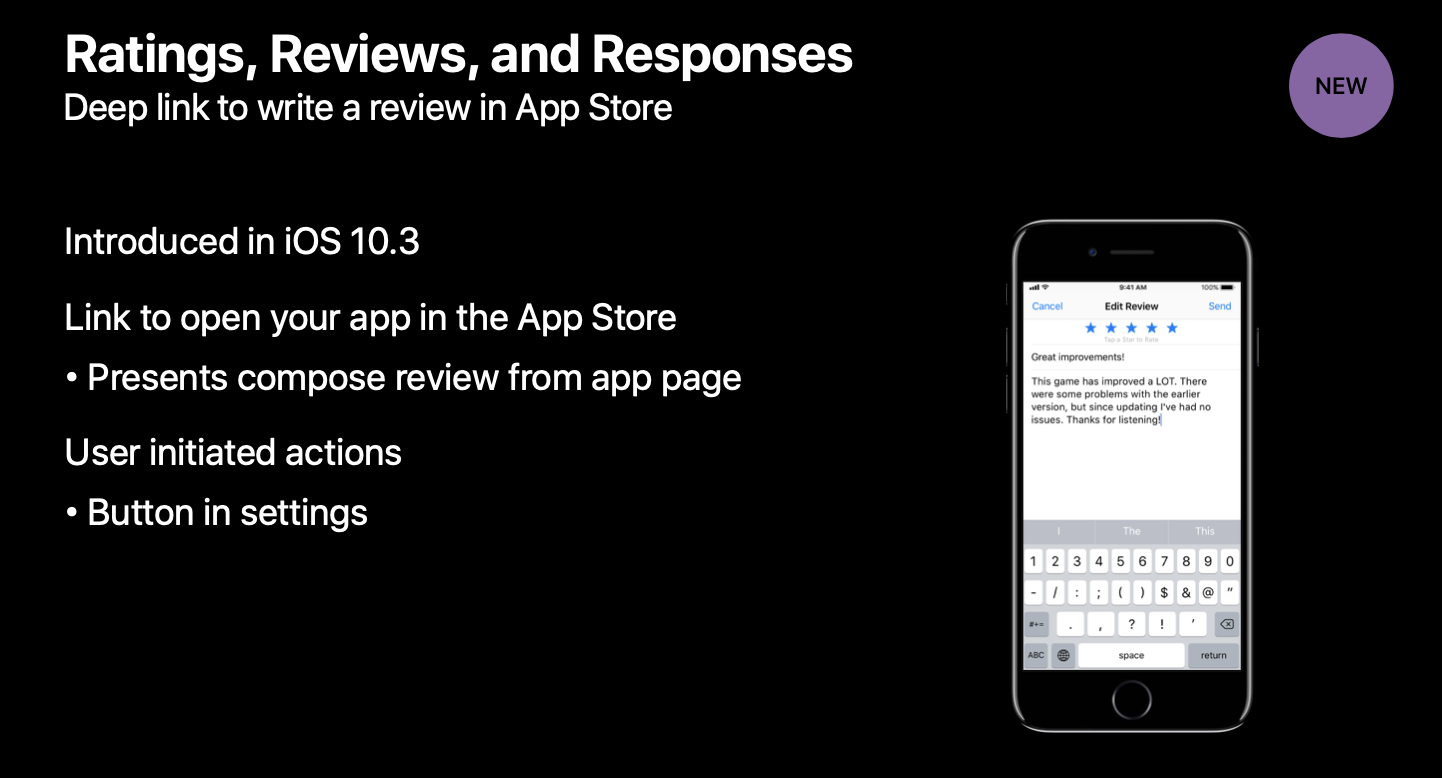 Ratings, Reviews, and Responses
Deep link to write a review in App Store
NEW
Introduced in iOS 10.3
Link to open your app in the App Store
• Presents compose review from app page
User initiated actions
• Button in settings
9:41 AM 100%
Cancel Edit Review Send
★ ★ ★ ★ ★
Tap a Star to Rate
Great improvements!
This game has improved a LOT. There
were some problems with the earlier
version, but since updating I've had no
issues. Thanks for listening!
I The This
1 2 3 4 5 6 7 8 9 0
- / : ; ( ) $ & @ "
#+= . , ? ! '
ABC space return